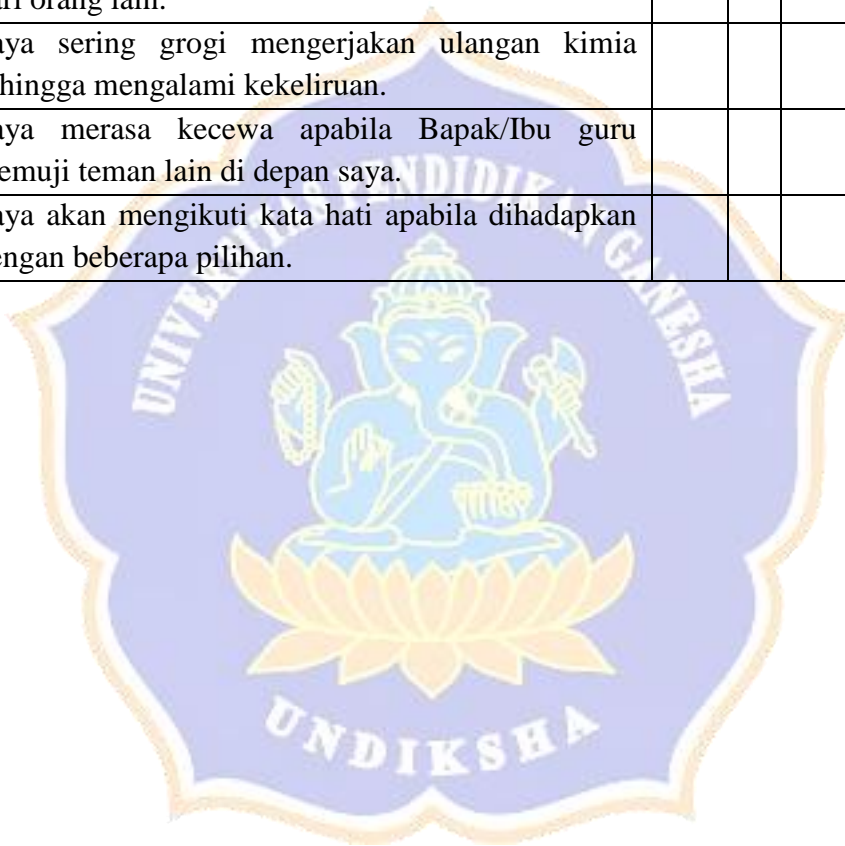 ari orang lain.
aya sering grogi mengerjakan ulangan kimia
hingga mengalami kekeliruan.
aya merasa kecewa apabila Bapak/Ibu guru
emuji teman lain di depan saya.
aya akan mengikuti kata hati apabila dihadapkan
engan beberapa pilihan.
UNIVERSITAS PENDIDIKAN GANESHA
UNDIKSHA